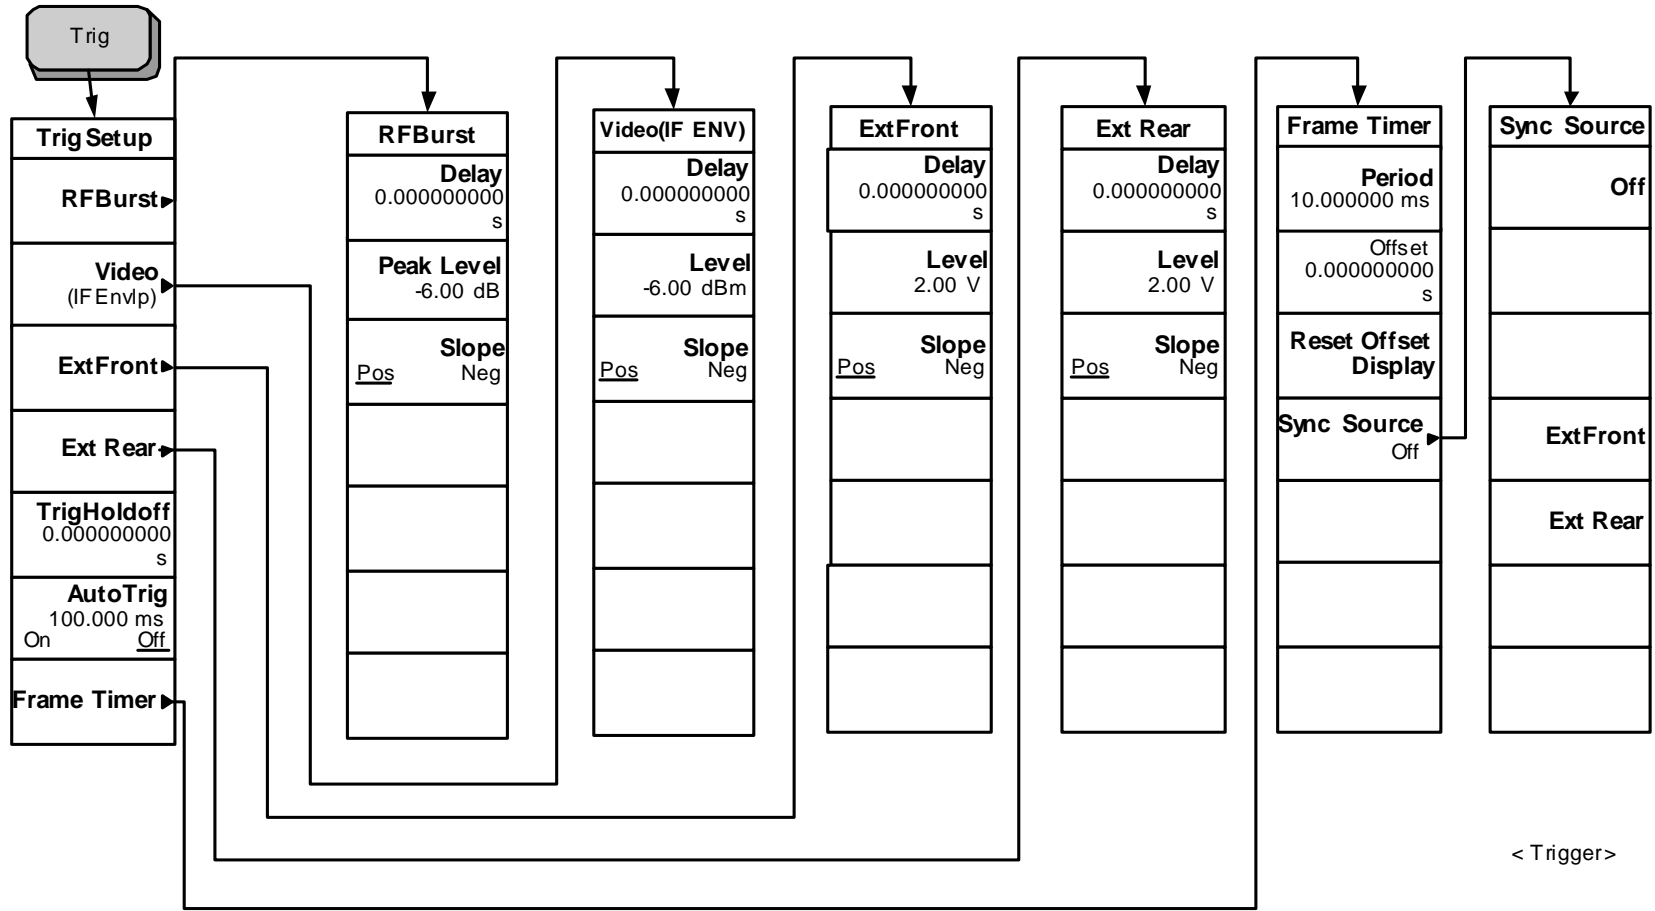 Trig
Trig Setup
RFBurst
Video
(IF Envlp)
ExtFront
Ext Rear
TrigHoldoff
0.000000000
s
AutoTrig
100.000 ms
On Off
Frame Timer
RFBurst
Delay
0.000000000
s
Peak Level
-6.00 dB
Slope
Pos Neg
Video(IF ENV)
Delay
0.000000000
s
Level
-6.00 dBm
Slope
Pos Neg
ExtFront
Delay
0.000000000
s
Level
2.00 V
Slope
Pos Neg
Ext Rear
Delay
0.000000000
s
Level
2.00 V
Slope
Pos Neg
Frame Timer
Period
10.000000 ms
Offset
0.000000000
s
Reset Offset
Display
Sync Source
Off
Sync Source
Off
ExtFront
Ext Rear
< Trigger>